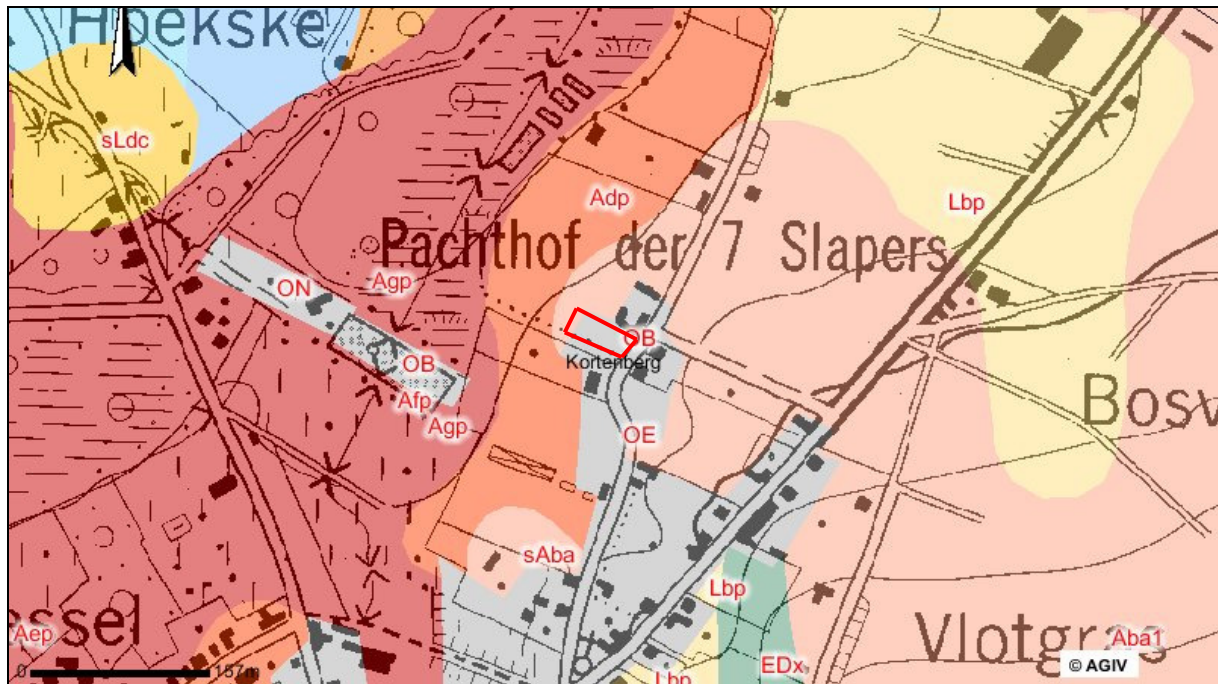 Hoekske
sLdc
Adp
Lbp
Pachthof der 7 Slapers
ON
Agp
OB
OB
Kortenberg
Afp
Agp
Bosv
OE
sAba
Lbp
essel
Aep
Vlotgras
Aba1
EDx
Lbp
0 157m
© AGIV